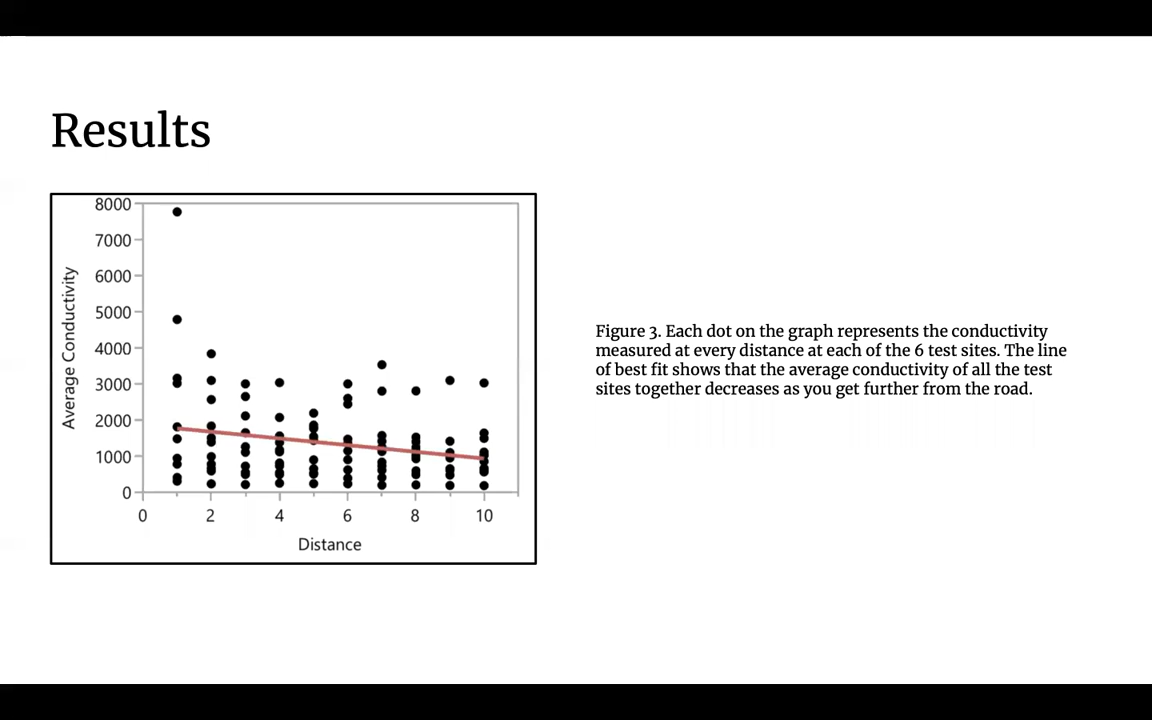 Results
8000
7000
6000
5000
4000
3000
2000
1000
0
Average Conductivity
0 2 4 6 8 10
Distance
Figure 3. Each dot on the graph represents the conductivity
measured at every distance at each of the 6 test sites. The line
of best fit shows that the average conductivity of all the test
sites together decreases as you get further from the road.